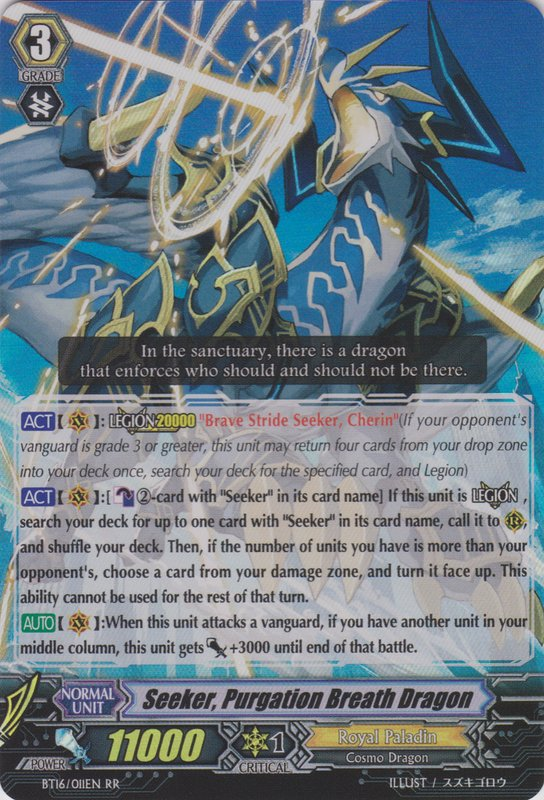 3
GRADE
In the sanctuary, there is a dragon
that enforces who should and should not be there.
ACT【 】: LEGION20000 "Brave Stride Seeker, Cherin"(If your opponent's
vanguard is grade 3 or greater, this unit may return four cards from your drop zone
into your deck once, search your deck for the specified card, and Legion)
ACT【 】:[ ②-card with "Seeker" in its card name] If this unit is LEGION ,
search your deck for up to one card with "Seeker" in its card name, call it to R ,
and shuffle your deck. Then, if the number of units you have is more than your
opponent's, choose a card from your damage zone, and turn it face up. This
ability cannot be used for the rest of that turn.
AUTO【 】:When this unit attacks a vanguard, if you have another unit in your
middle column, this unit gets +3000 until end of that battle.
NORMAL
UNIT
Seeker, Purgation Breath Dragon
POWER
11000
1
CRITICAL
Royal Paladin
Cosmo Dragon
BT16/011EN RR
ILLUST / スズキゴロウ